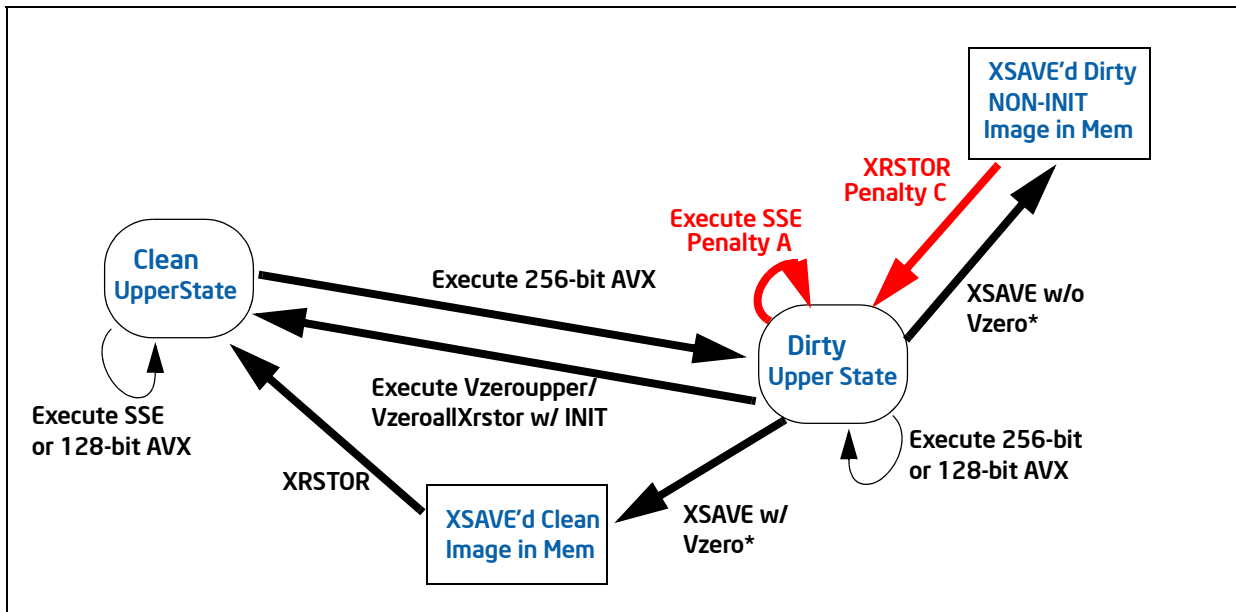 XSAVE'd Dirty
NON-INIT
Image in Mem
XRSTOR
Penalty C
Execute SSE
Penalty A
Clean
UpperState
Execute 256-bit AVX
XSAVE w/o
Vzero*
Dirty
Upper State
Execute Vzeroupper/
VzeroallXrstor w/ INIT
Execute SSE
or 128-bit AVX
Execute 256-bit
or 128-bit AVX
XRSTOR
XSAVE'd Clean
Image in Mem
XSAVE w/
Vzero*